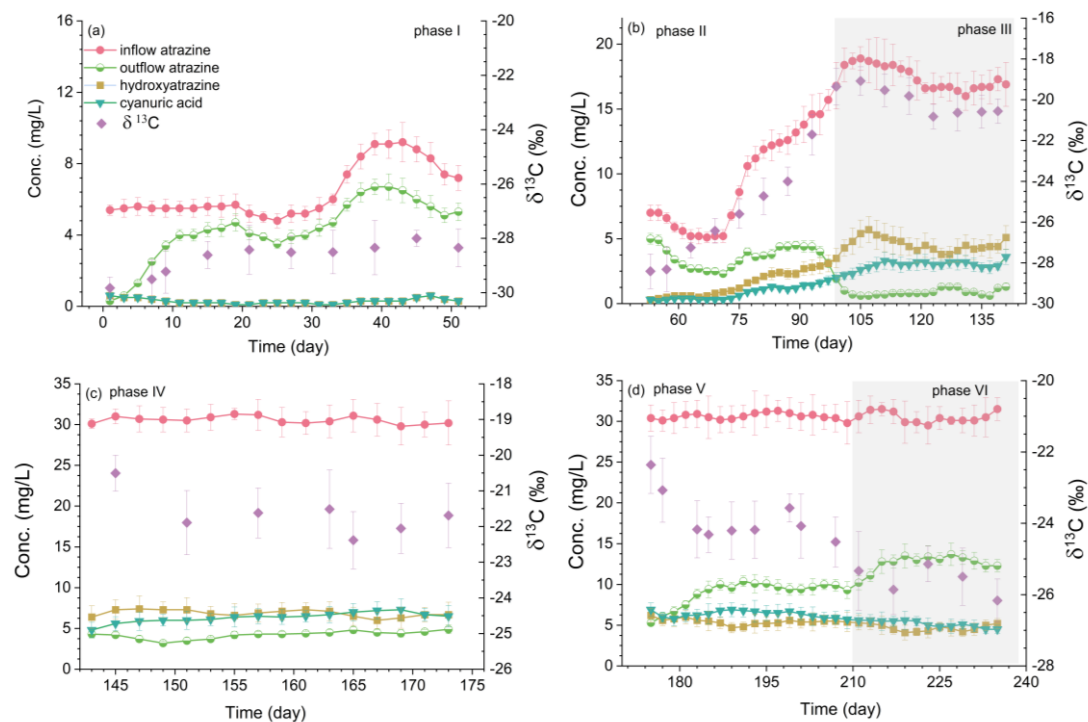 (a)
phase I
inflow atrazine
outflow atrazine
hydroxyatrazine
cyanuric acid
δ ¹³C
Conc. (mg/L)
16
12
8
4
0
-20
-22
-24
-26
-28
-30
δ¹³C (‰)
0 10 20 30 40 50
Time (day)
(b)
phase II
phase III
Conc. (mg/L)
20
15
10
5
0
-16
-18
-20
-22
-24
-26
-28
-30
δ¹³C (‰)
60 75 90 105 120 135
Time (day)
(c)
phase IV
Conc. (mg/L)
35
30
25
20
15
10
5
0
-18
-19
-20
-21
-22
-23
-24
-25
-26
δ¹³C (‰)
145 150 155 160 165 170 175
Time (day)
(d)
phase V
phase VI
Conc. (mg/L)
35
30
25
20
15
10
5
0
-20
-22
-24
-26
-28
δ¹³C (‰)
180 195 210 225 240
Time (day)